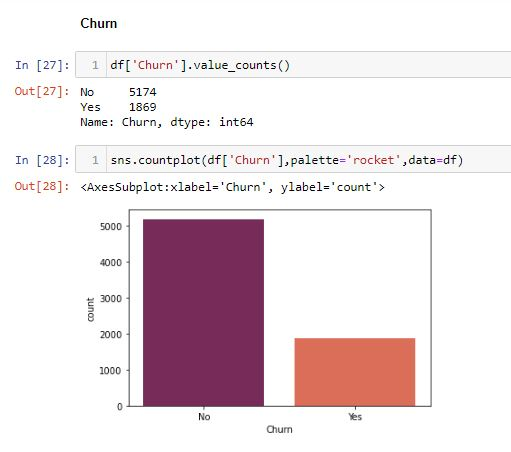 Churn
In [27]: 1 df['Churn'].value_counts()
Out[27]: No 5174
Yes 1869
Name: Churn, dtype: int64
In [28]: 1 sns.countplot(df['Churn'],palette='rocket',data=df)
Out[28]: <AxesSubplot:xlabel='Churn', ylabel='count'>
5000
4000
3000
2000
1000
0
count
No Yes
Churn